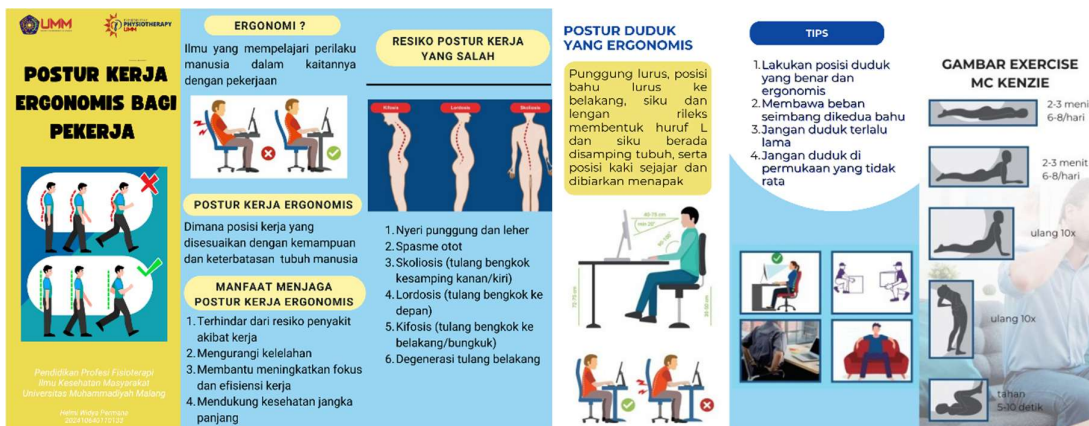 UMM
PHYSIOTHERAPY
UMM
POSTUR KERJA
ERGONOMIS BAGI
PEKERJA
Pendidikan Profesi Fisioterapi
Ilmu Kesehatan Masyarakat
Universitas Muhammadiyah Malang
ERGONOMI ?
Ilmu yang mempelajari perilaku
manusia dalam kaitannya
dengan pekerjaan
POSTUR KERJA ERGONOMIS
Dimana posisi kerja yang
disesuaikan dengan kemampuan
dan keterbatasan tubuh manusia
MANFAAT MENJAGA
POSTUR KERJA ERGONOMIS
1. Terhindar dari resiko penyakit
akibat kerja
2. Mengurangi kelelahan
3. Membantu meningkatkan fokus
dan efisiensi kerja
4. Mendukung kesehatan jangka
panjang
RESIKO POSTUR KERJA
YANG SALAH
Kifosis
Lordosis
Skoliosis
1. Nyeri punggung dan leher
2. Spasme otot
3. Skoliosis (tulang bengkok
kesamping kanan/kiri)
4. Lordosis (tulang bengkok ke
depan)
5. Kifosis (tulang bengkok ke
belakang/bungkuk)
6. Degenerasi tulang belakang
POSTUR DUDUK
YANG ERGONOMIS
Punggung lurus, posisi
bahu lurus ke
belakang, siku dan
lengan rileks
membentuk huruf L
dan siku berada
disamping tubuh, serta
posisi kaki sejajar dan
dibiarkan menapak
TIPS
1. Lakukan posisi duduk
yang benar dan
ergonomis
2. Membawa beban
seimbang dikedua bahu
3. Jangan duduk terlalu
lama
4. Jangan duduk di
permukaan yang tidak
rata
GAMBAR EXERCISE
MC KENZIE
2-3 meni
6-8/hari
2-3 menit
6-8/hari
ulang 10x
ulang 10x
tahan
5-10 detik